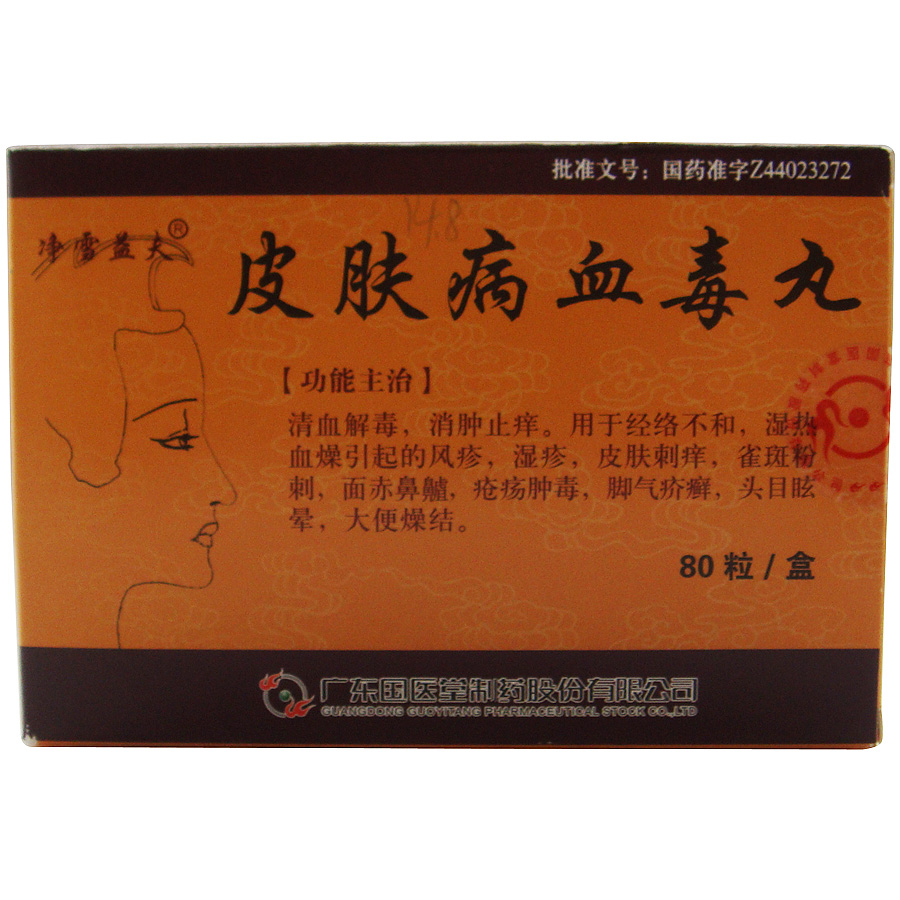 批准文号：国药准字Z44023272
14.8
净雪益夫®
皮肤病血毒丸
【功能主治】
清血解毒，消肿止痒。用于经络不和，湿热
血燥引起的风疹，湿疹，皮肤刺痒，雀斑粉
刺，面赤鼻齇，疮疡肿毒，脚气疥癣，头目眩
晕，大便燥结。
80粒/盒
广东国医堂制药股份有限公司
GUANGDONG GUOYITANG PHARMACEUTICAL STOCK CO.,LTD